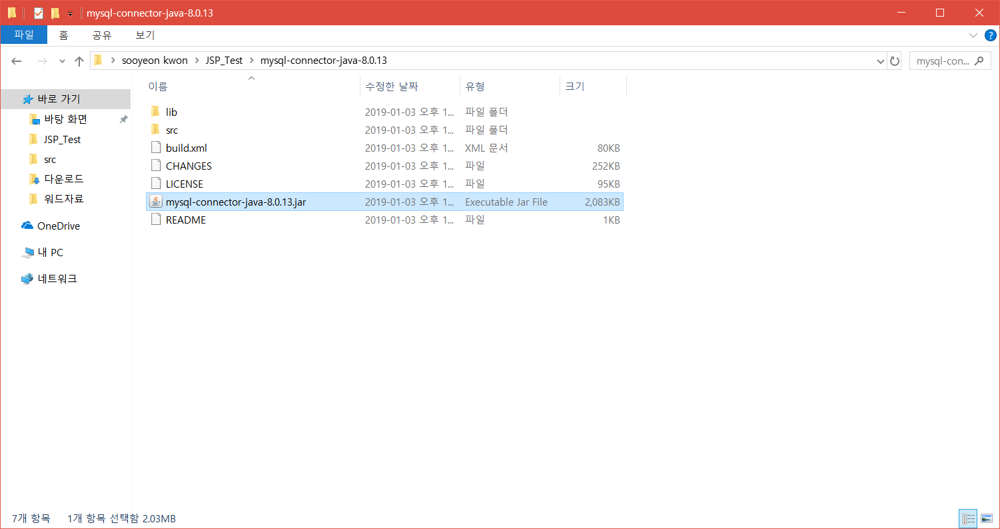 mysql-connector-java-8.0.13
파일 홈 공유 보기
sooyeon kwon > JSP_Test > mysql-connector-java-8.0.13 mysql-con...
이름 수정한 날짜 유형 크기
바로 가기
바탕 화면
JSP_Test
src
다운로드
워드자료
OneDrive
내 PC
네트워크
lib 2019-01-03 오후 1... 파일 폴더
src 2019-01-03 오후 1... 파일 폴더
build.xml 2019-01-03 오후 1... XML 문서 80KB
CHANGES 2019-01-03 오후 1... 파일 252KB
LICENSE 2019-01-03 오후 1... 파일 95KB
mysql-connector-java-8.0.13.jar 2019-01-03 오후 1... Executable Jar File 2,083KB
README 2019-01-03 오후 1... 파일 1KB
7개 항목 1개 항목 선택함 2.03MB